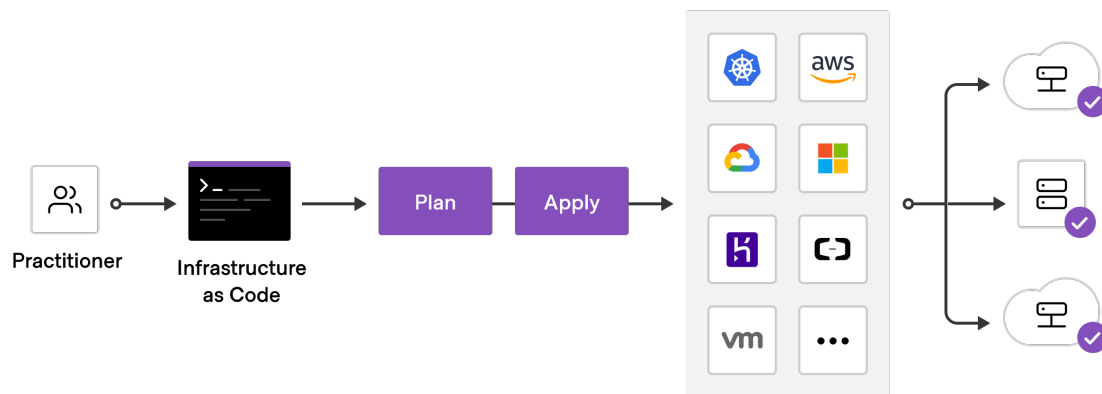 Practitioner
Infrastructure
as Code
Plan
Apply
aws
vm